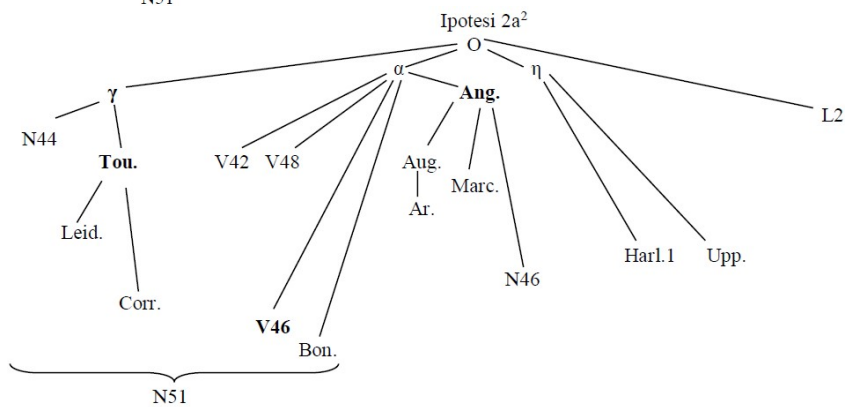 N51
Ipotesi 2a²
O
γ α Ang. η
L2
N44 Tou. V42 V48 Aug. Marc.
Ar.
Leid.
Harl.1 Upp.
N46
Corr.
V46
Bon.
N51